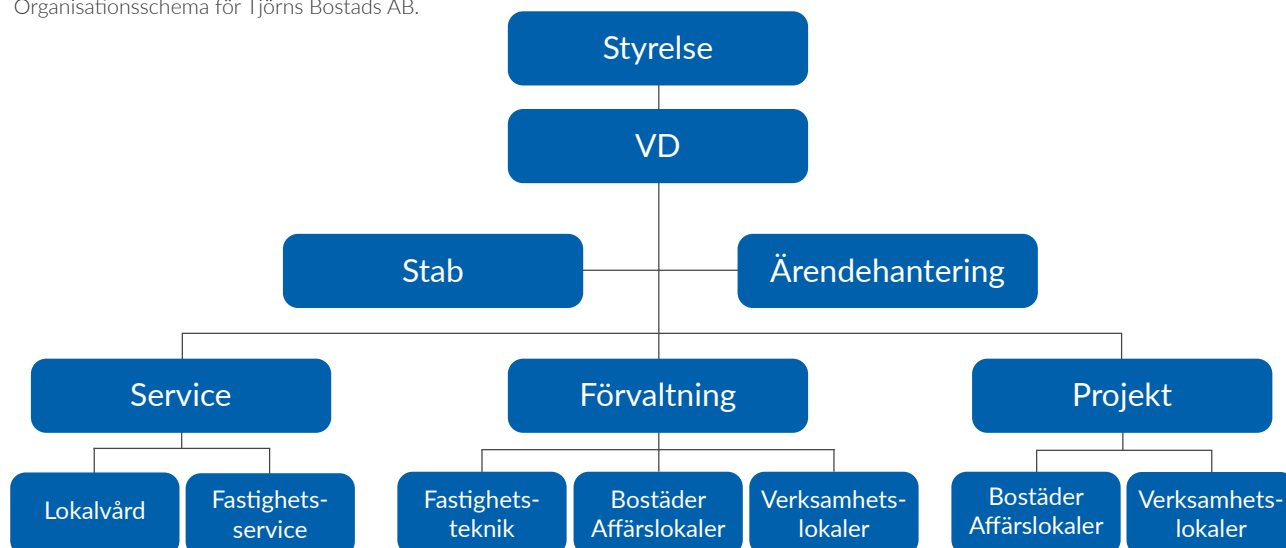 Organisationsschema för Tjörns Bostads AB.
Styrelse
VD
Stab
Ärendehantering
Service
Förvaltning
Projekt
Lokalvård
Fastighets-
service
Fastighets-
teknik
Bostäder
Affärslokaler
Verksamhets-
lokaler
Bostäder
Affärslokaler
Verksamhets-
lokaler